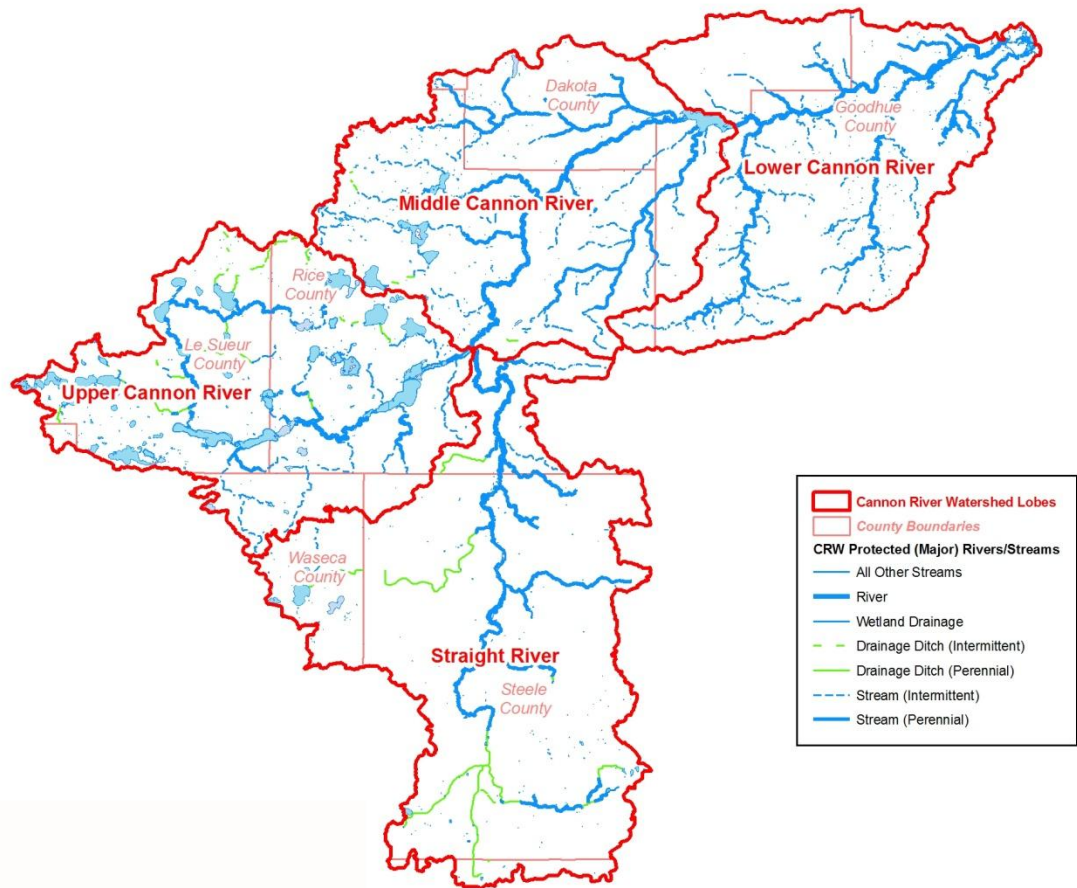 Dakota
County
Goodhue
County
Lower Cannon River
Middle Cannon River
Rice
County
Le Sueur
County
Upper Cannon River
Waseca
County
Straight River
Steele
County
Cannon River Watershed Lobes
County Boundaries
CRW Protected (Major) Rivers/Streams
All Other Streams
River
Wetland Drainage
Drainage Ditch (Intermittent)
Drainage Ditch (Perennial)
Stream (Intermittent)
Stream (Perennial)